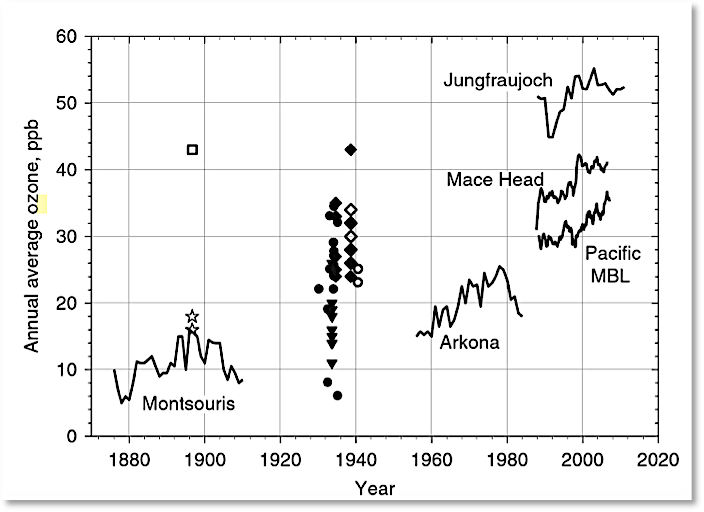 60
50
40
30
20
10
0
Annual average ozone, ppb
Jungfraujoch
Mace Head
Pacific
MBL
Arkona
Montsouris
1880 1900 1920 1940 1960 1980 2000 2020
Year